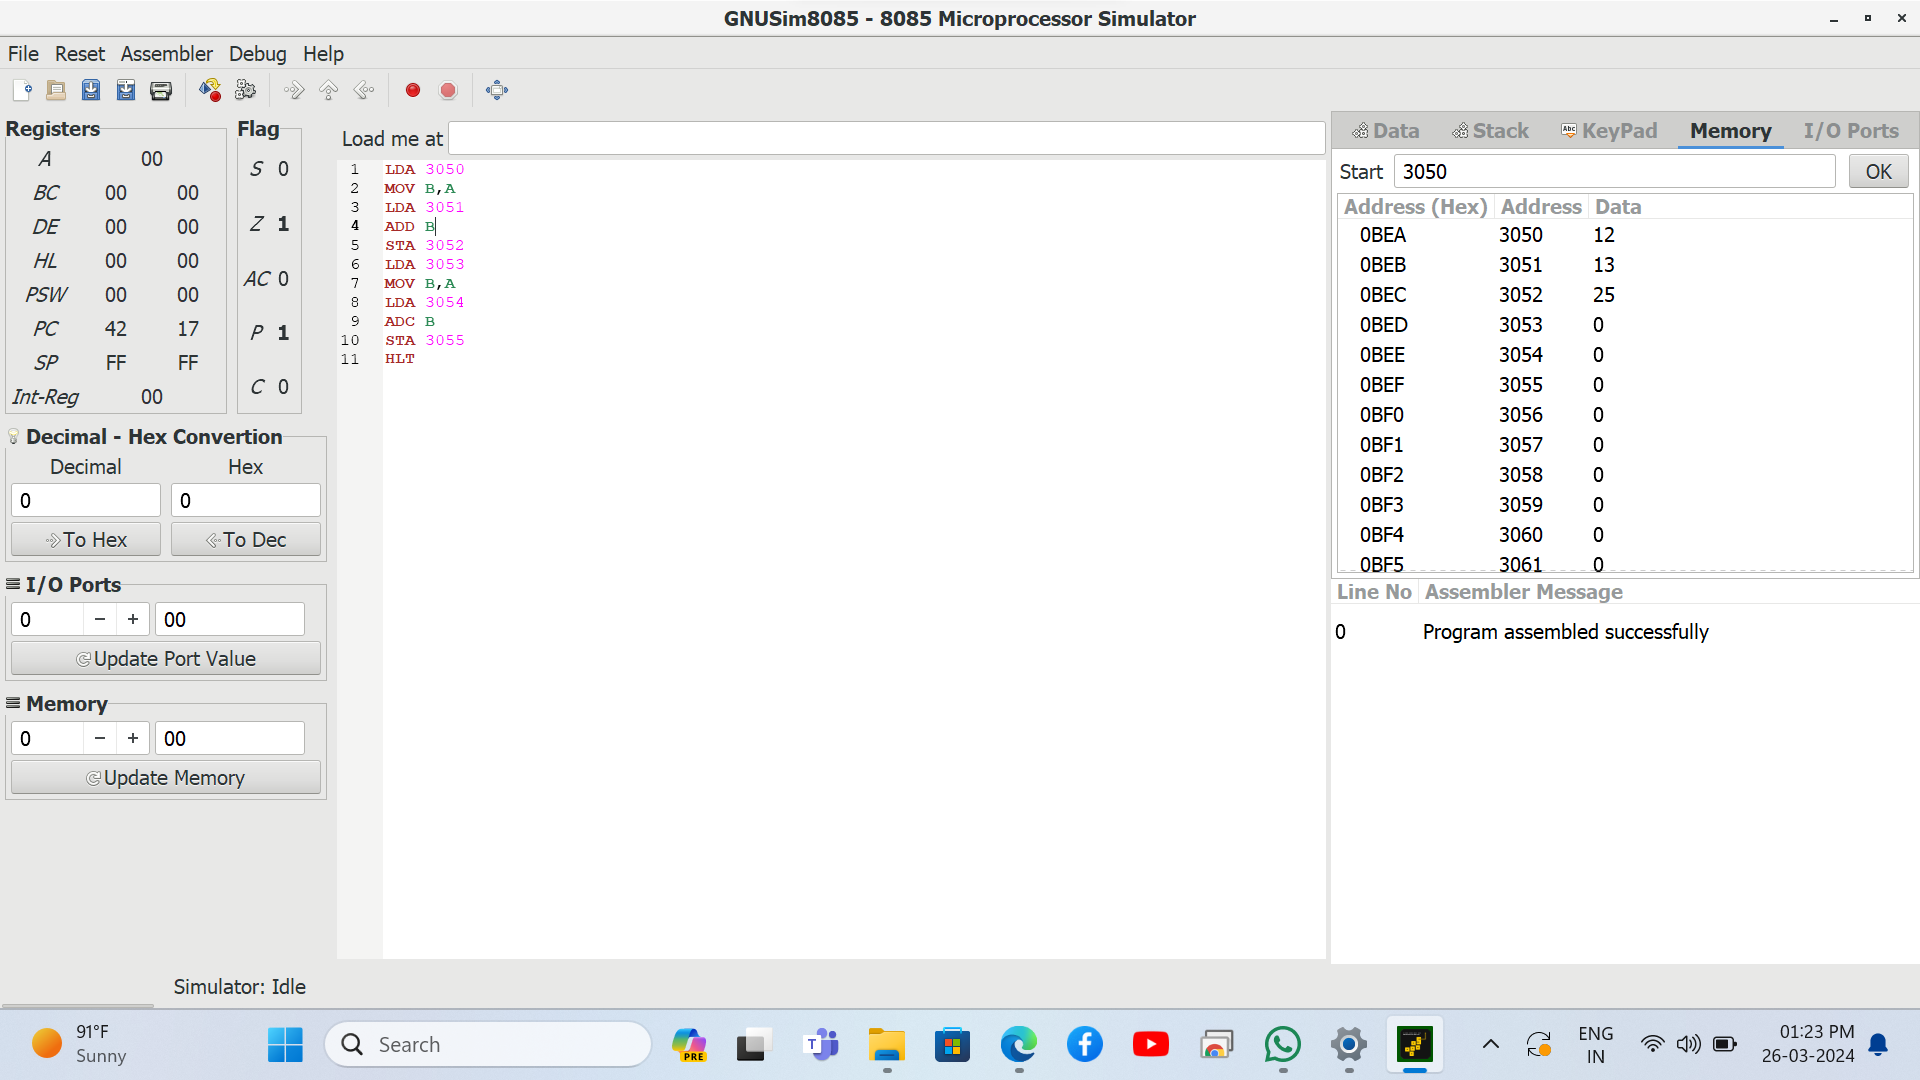 GNUSim8085 - 8085 Microprocessor Simulator
File Reset Assembler Debug Help
Registers
A 00
BC 00 00
DE 00 00
HL 00 00
PSW 00 00
PC 42 17
SP FF FF
Int-Reg 00
Flag
S 0
Z 1
AC 0
P 1
C 0
Decimal - Hex Convertion
Decimal Hex
0 0
To Hex To Dec
I/O Ports
0 − + 00
Update Port Value
Memory
0 − + 00
Update Memory
Load me at
1 LDA 3050
2 MOV B,A
3 LDA 3051
4 ADD B
5 STA 3052
6 LDA 3053
7 MOV B,A
8 LDA 3054
9 ADC B
10 STA 3055
11 HLT
Data Stack Abc KeyPad Memory I/O Ports
Start 3050 OK
Address (Hex) Address Data
0BEA 3050 12
0BEB 3051 13
0BEC 3052 25
0BED 3053 0
0BEE 3054 0
0BEF 3055 0
0BF0 3056 0
0BF1 3057 0
0BF2 3058 0
0BF3 3059 0
0BF4 3060 0
0BF5 3061 0
Line No Assembler Message
0 Program assembled successfully
Simulator: Idle
91°F
Sunny
Search
PRE
T
ENG
IN
01:23 PM
26-03-2024